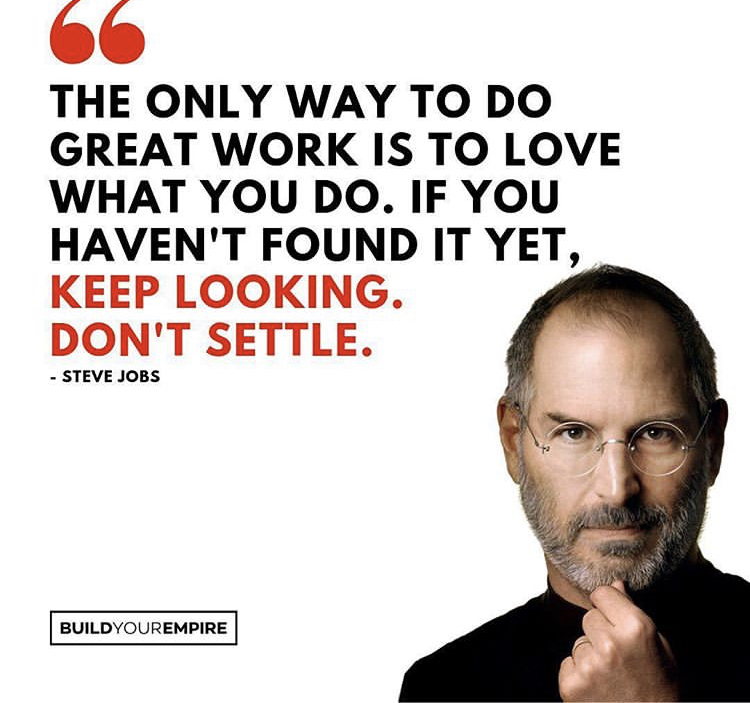 THE ONLY WAY TO DO
GREAT WORK IS TO LOVE
WHAT YOU DO. IF YOU
HAVEN'T FOUND IT YET,
KEEP LOOKING.
DON'T SETTLE.
- STEVE JOBS
BUILDYOUREMPIRE